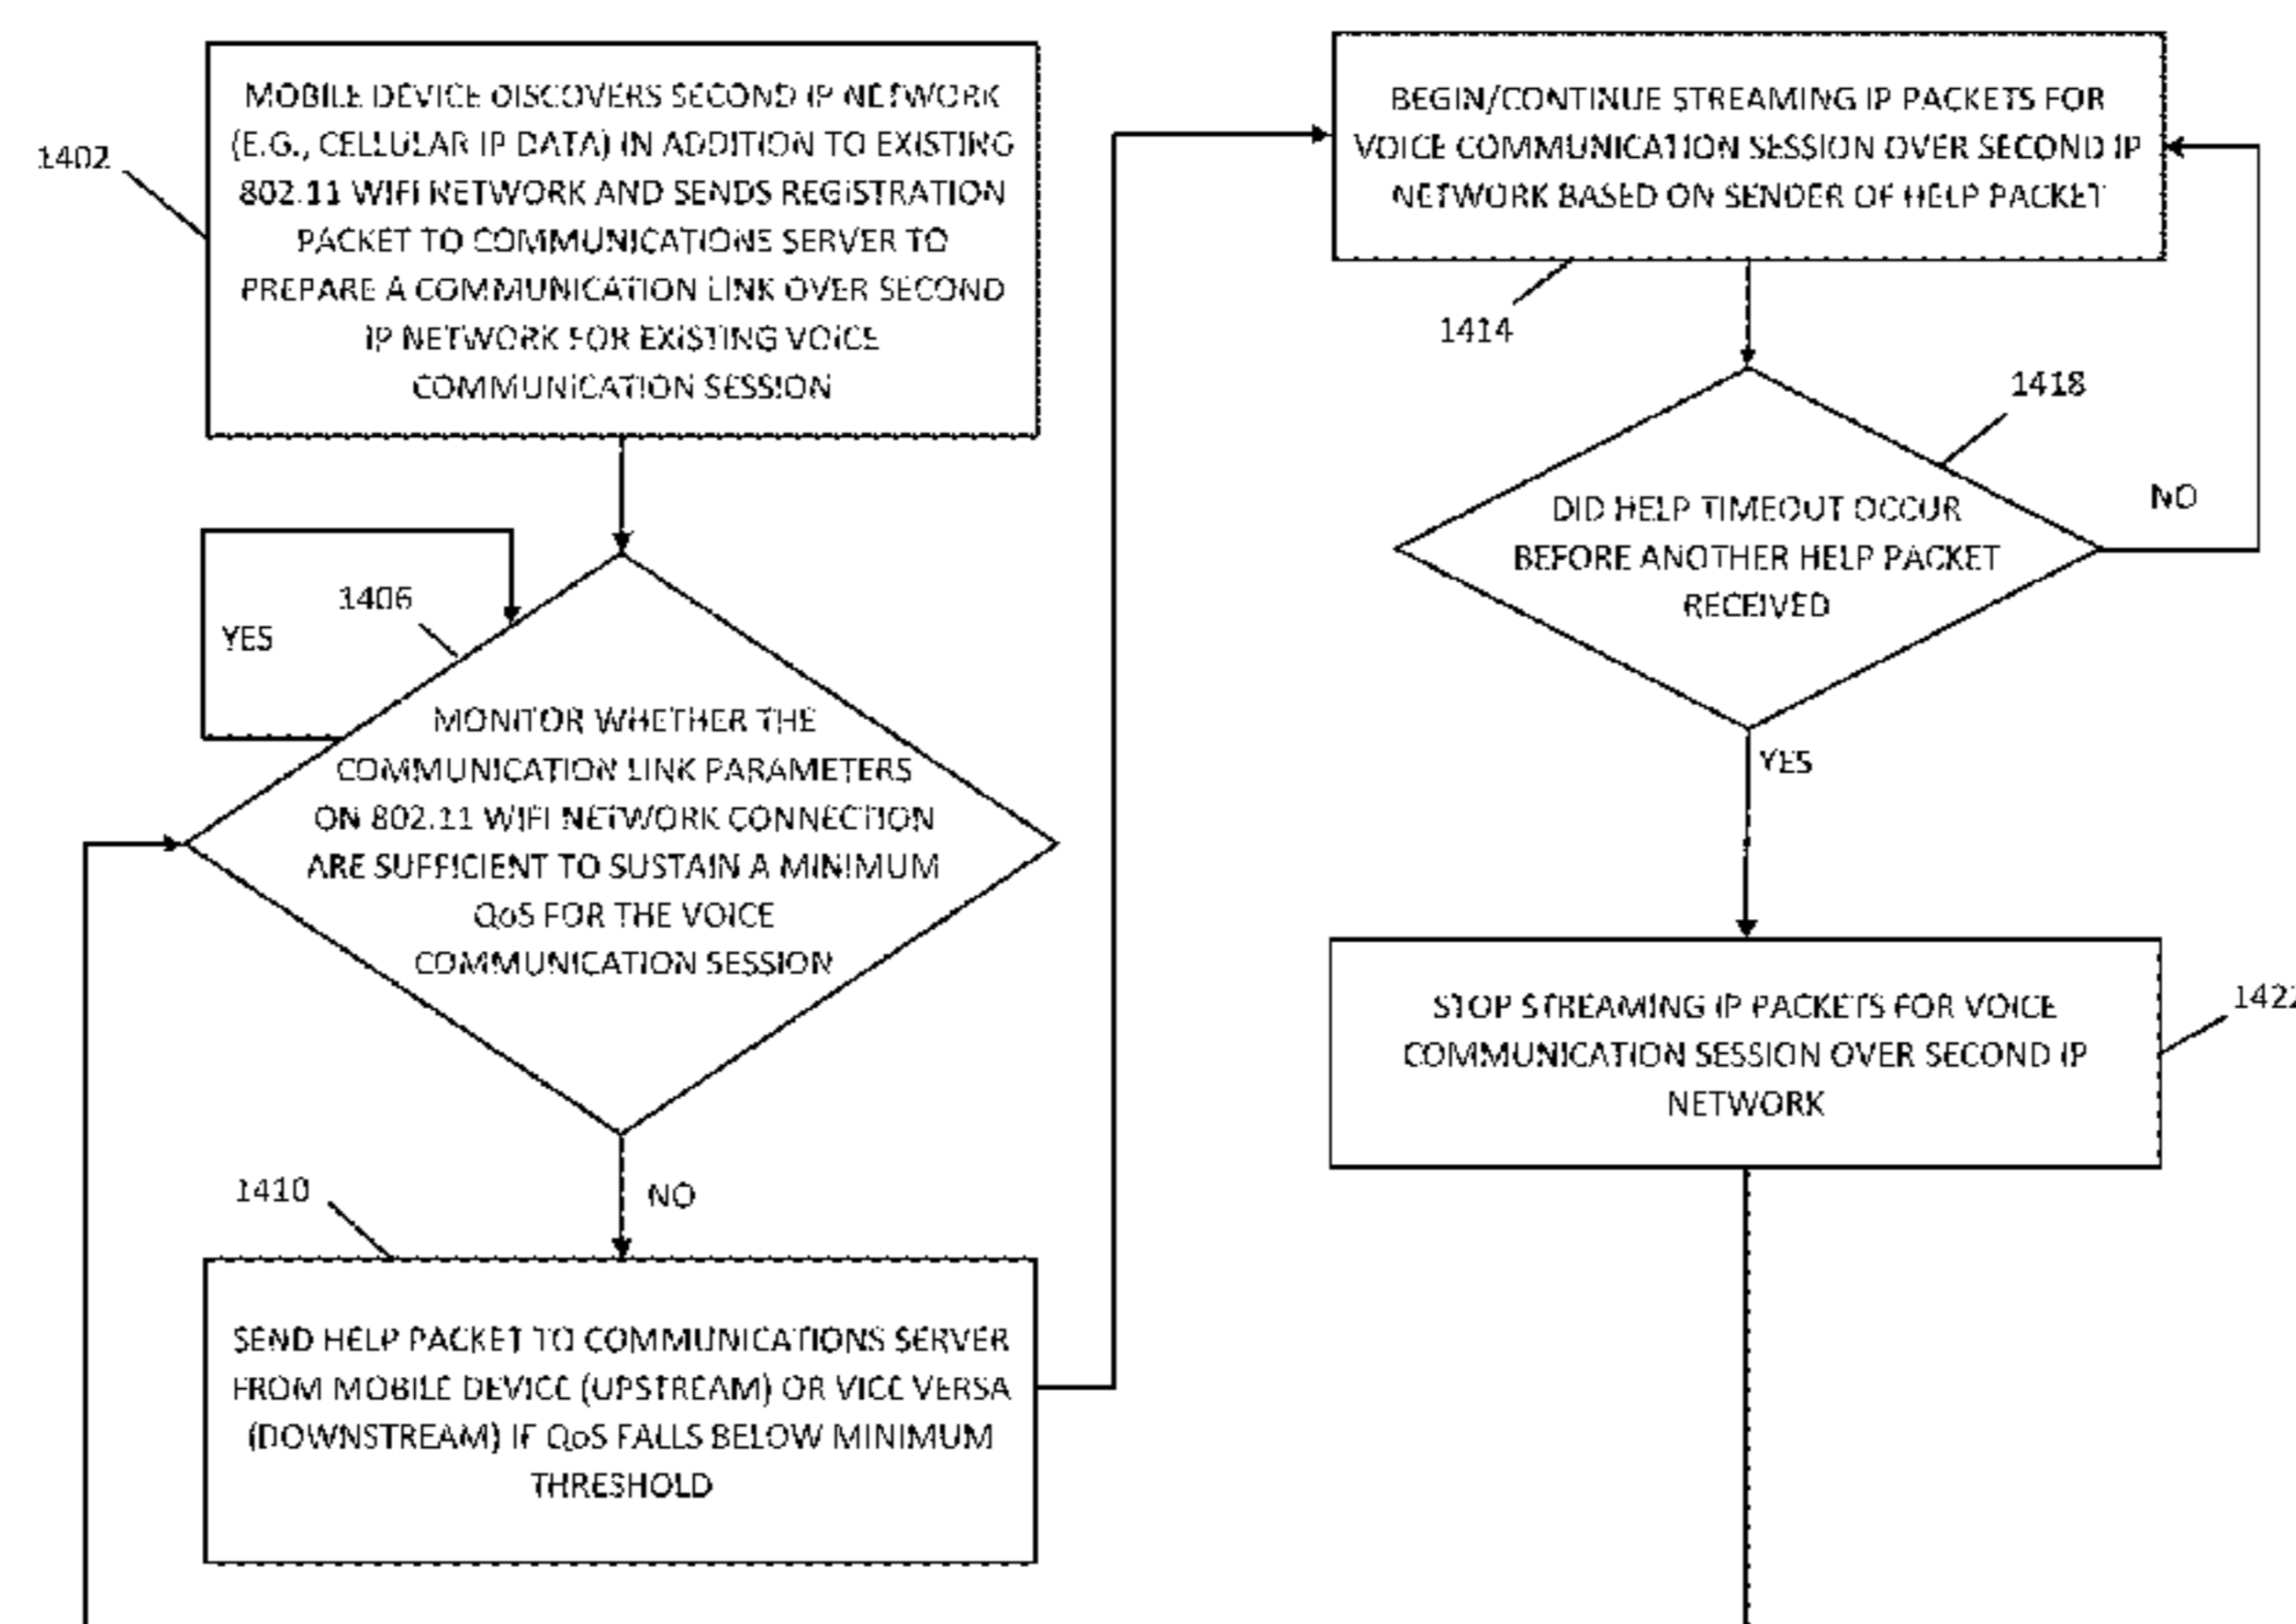 1402
MOBILE DEVICE DISCOVERS SECOND IP NETWORK
(E.G., CELLULAR IP DATA) IN ADDITION TO EXISTING
802.11 WIFI NETWORK AND SENDS REGISTRATION
PACKET TO COMMUNICATIONS SERVER TO
PREPARE A COMMUNICATION LINK OVER SECOND
IP NETWORK FOR EXISTING VOICE
COMMUNICATION SESSION
1406
YES
MONITOR WHETHER THE
COMMUNICATION LINK PARAMETERS
ON 802.11 WIFI NETWORK CONNECTION
ARE SUFFICIENT TO SUSTAIN A MINIMUM
QoS FOR THE VOICE
COMMUNICATION SESSION
NO
1410
SEND HELP PACKET TO COMMUNICATIONS SERVER
FROM MOBILE DEVICE (UPSTREAM) OR VICE VERSA
(DOWNSTREAM) IF QoS FALLS BELOW MINIMUM
THRESHOLD
BEGIN/CONTINUE STREAMING IP PACKETS FOR
VOICE COMMUNICATION SESSION OVER SECOND IP
NETWORK BASED ON SENDER OF HELP PACKET
1414
1418
DID HELP TIMEOUT OCCUR
BEFORE ANOTHER HELP PACKET
RECEIVED
NO
YES
STOP STREAMING IP PACKETS FOR VOICE
COMMUNICATION SESSION OVER SECOND IP
NETWORK
1422